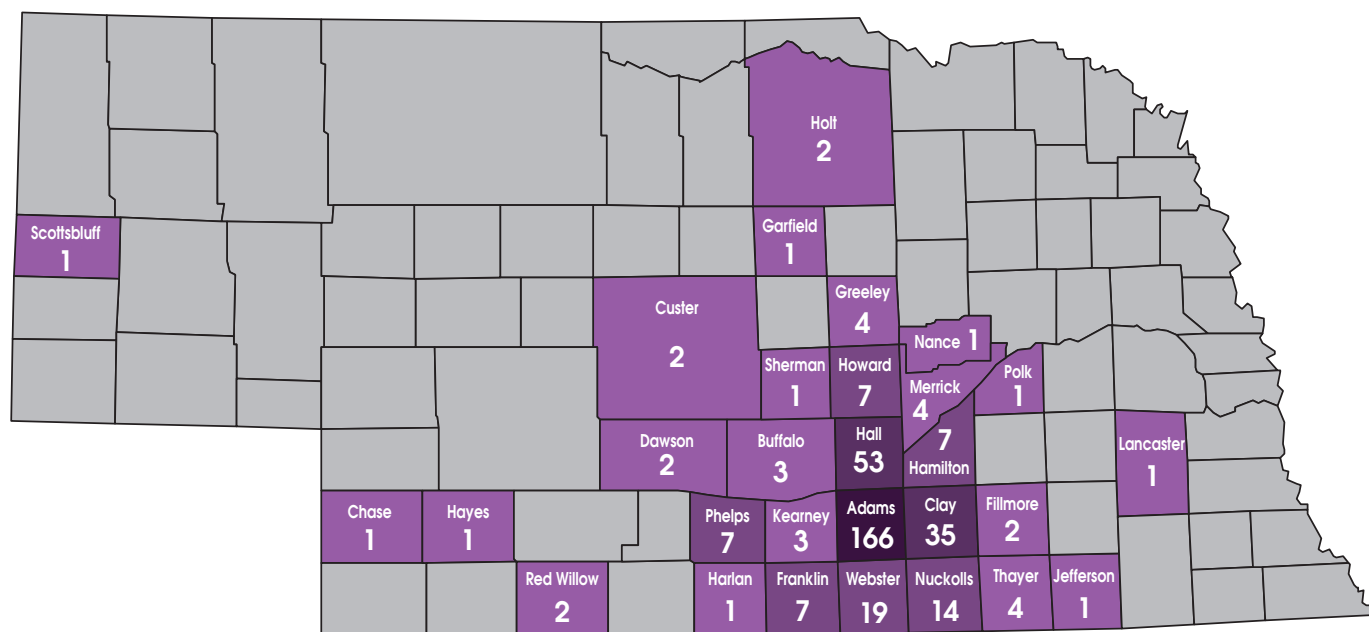 Holt
2
Scottsbluff
1
Garfield
1
Custer
2
Greeley
4
Nance 1
Sherman
1
Howard
7
Merrick
4
Polk
1
Dawson
2
Buffalo
3
Hall
53
7
Hamilton
Lancaster
1
Chase
1
Hayes
1
Phelps
7
Kearney
3
Adams
166
Clay
35
Fillmore
2
Red Willow
2
Harlan
1
Franklin
7
Webster
19
Nuckolls
14
Thayer
4
Jefferson
1